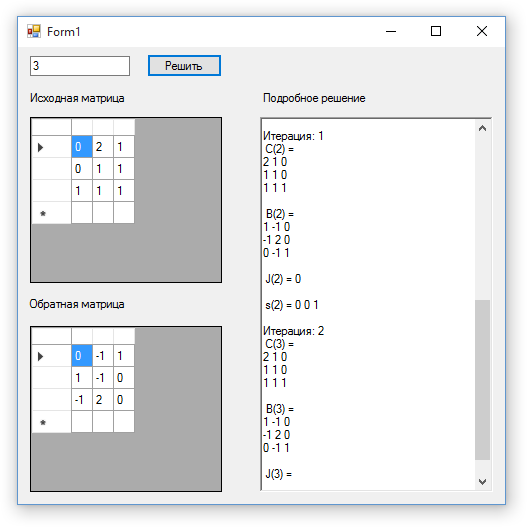 Form1
3
Решить
Исходная матрица
0 2 1
0 1 1
1 1 1
*
Обратная матрица
0 -1 1
1 -1 0
-1 2 0
*
Подробное решение
Итерация: 1
C(2) =
2 1 0
1 1 0
1 1 1
B(2) =
1 -1 0
-1 2 0
0 -1 1
J(2) = 0
s(2) = 0 0 1
Итерация: 2
C(3) =
2 1 0
1 1 0
1 1 1
B(3) =
1 -1 0
-1 2 0
0 -1 1
J(3) =